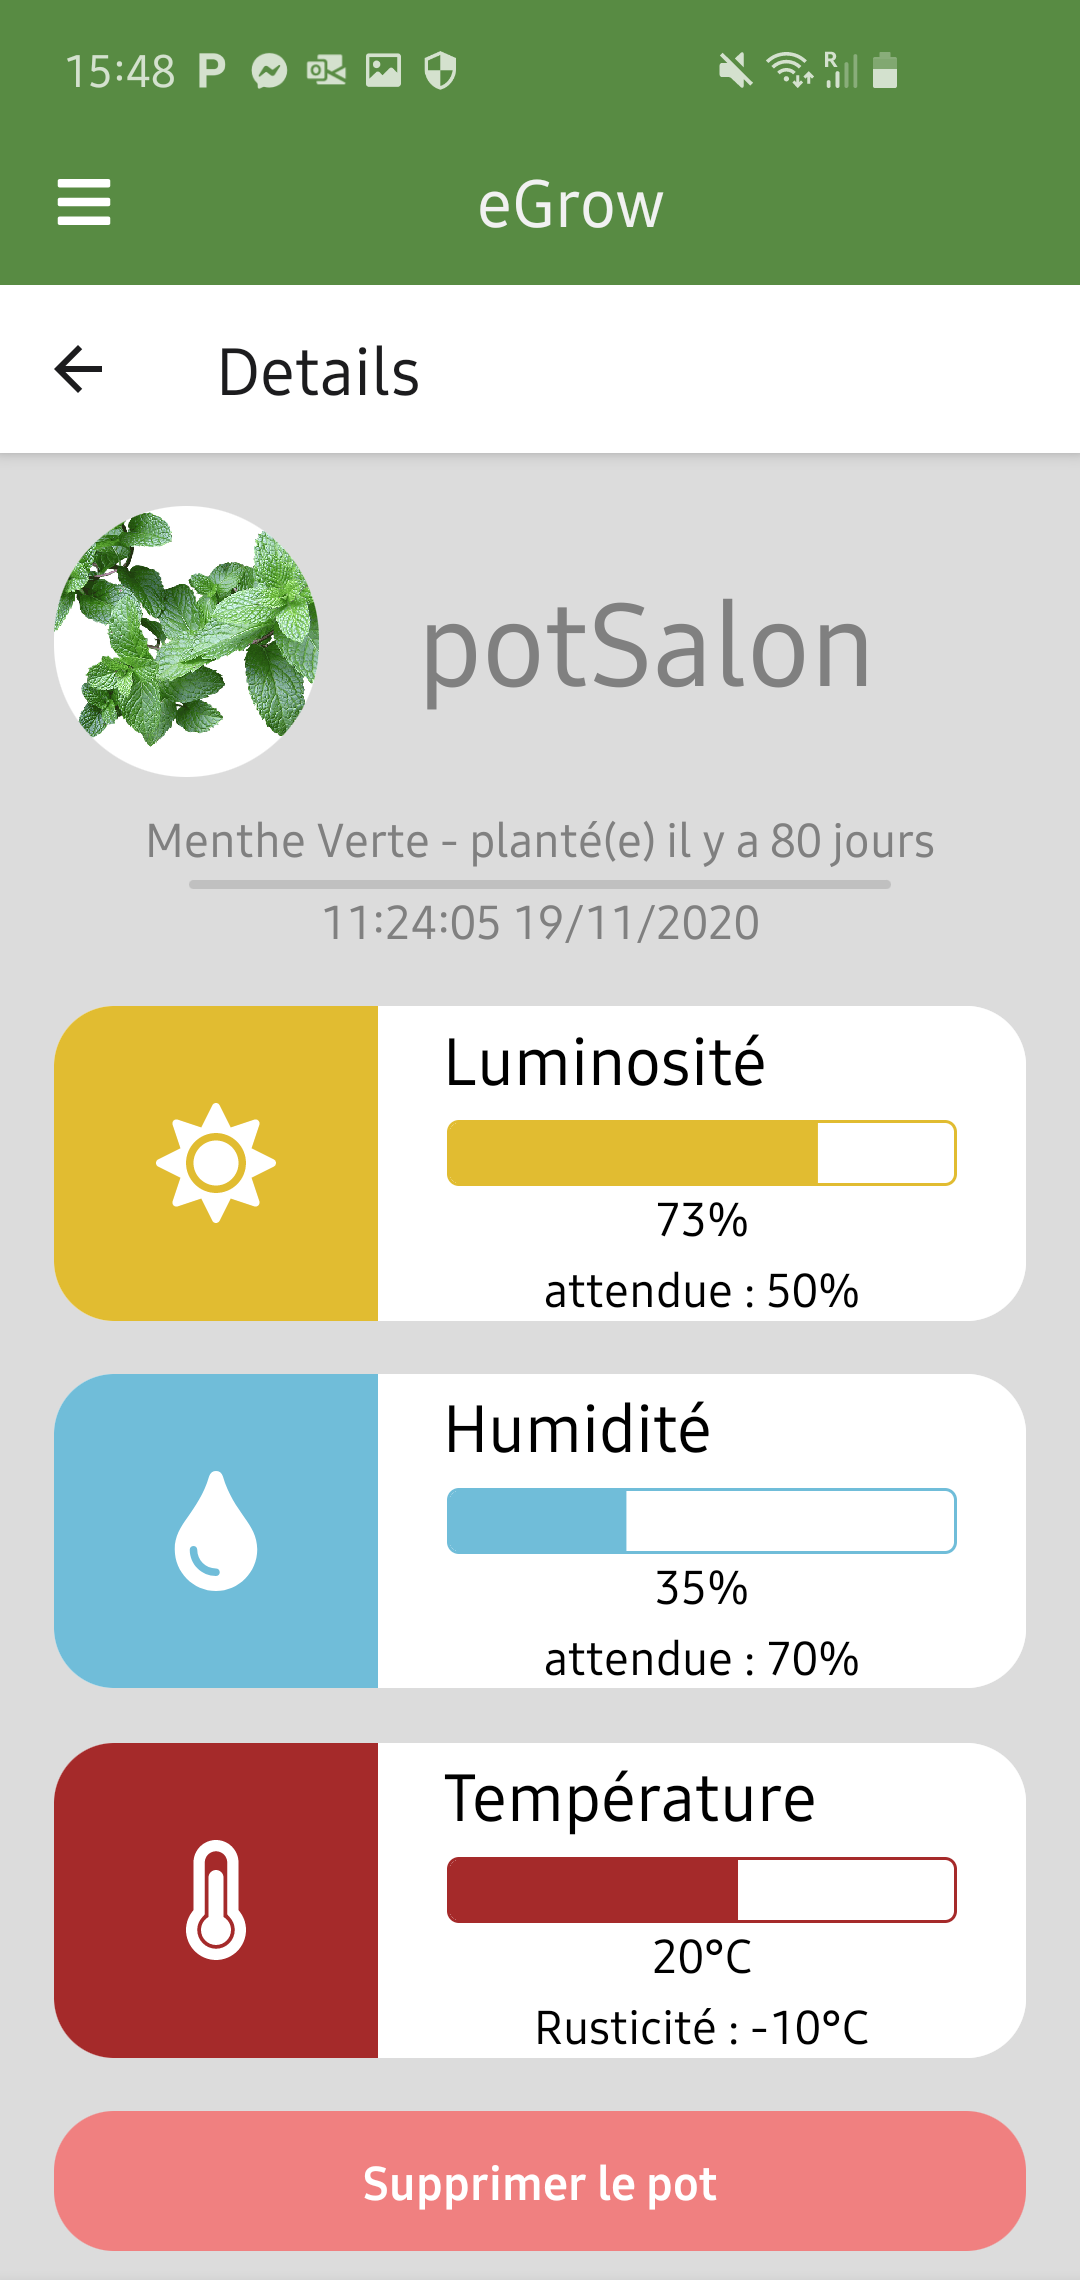 15:48
eGrow
Details
potSalon
Menthe Verte - planté(e) il y a 80 jours
11:24:05 19/11/2020
Luminosité
73%
attendue : 50%
Humidité
35%
attendue : 70%
Température
20°C
Rusticité : -10°C
Supprimer le pot